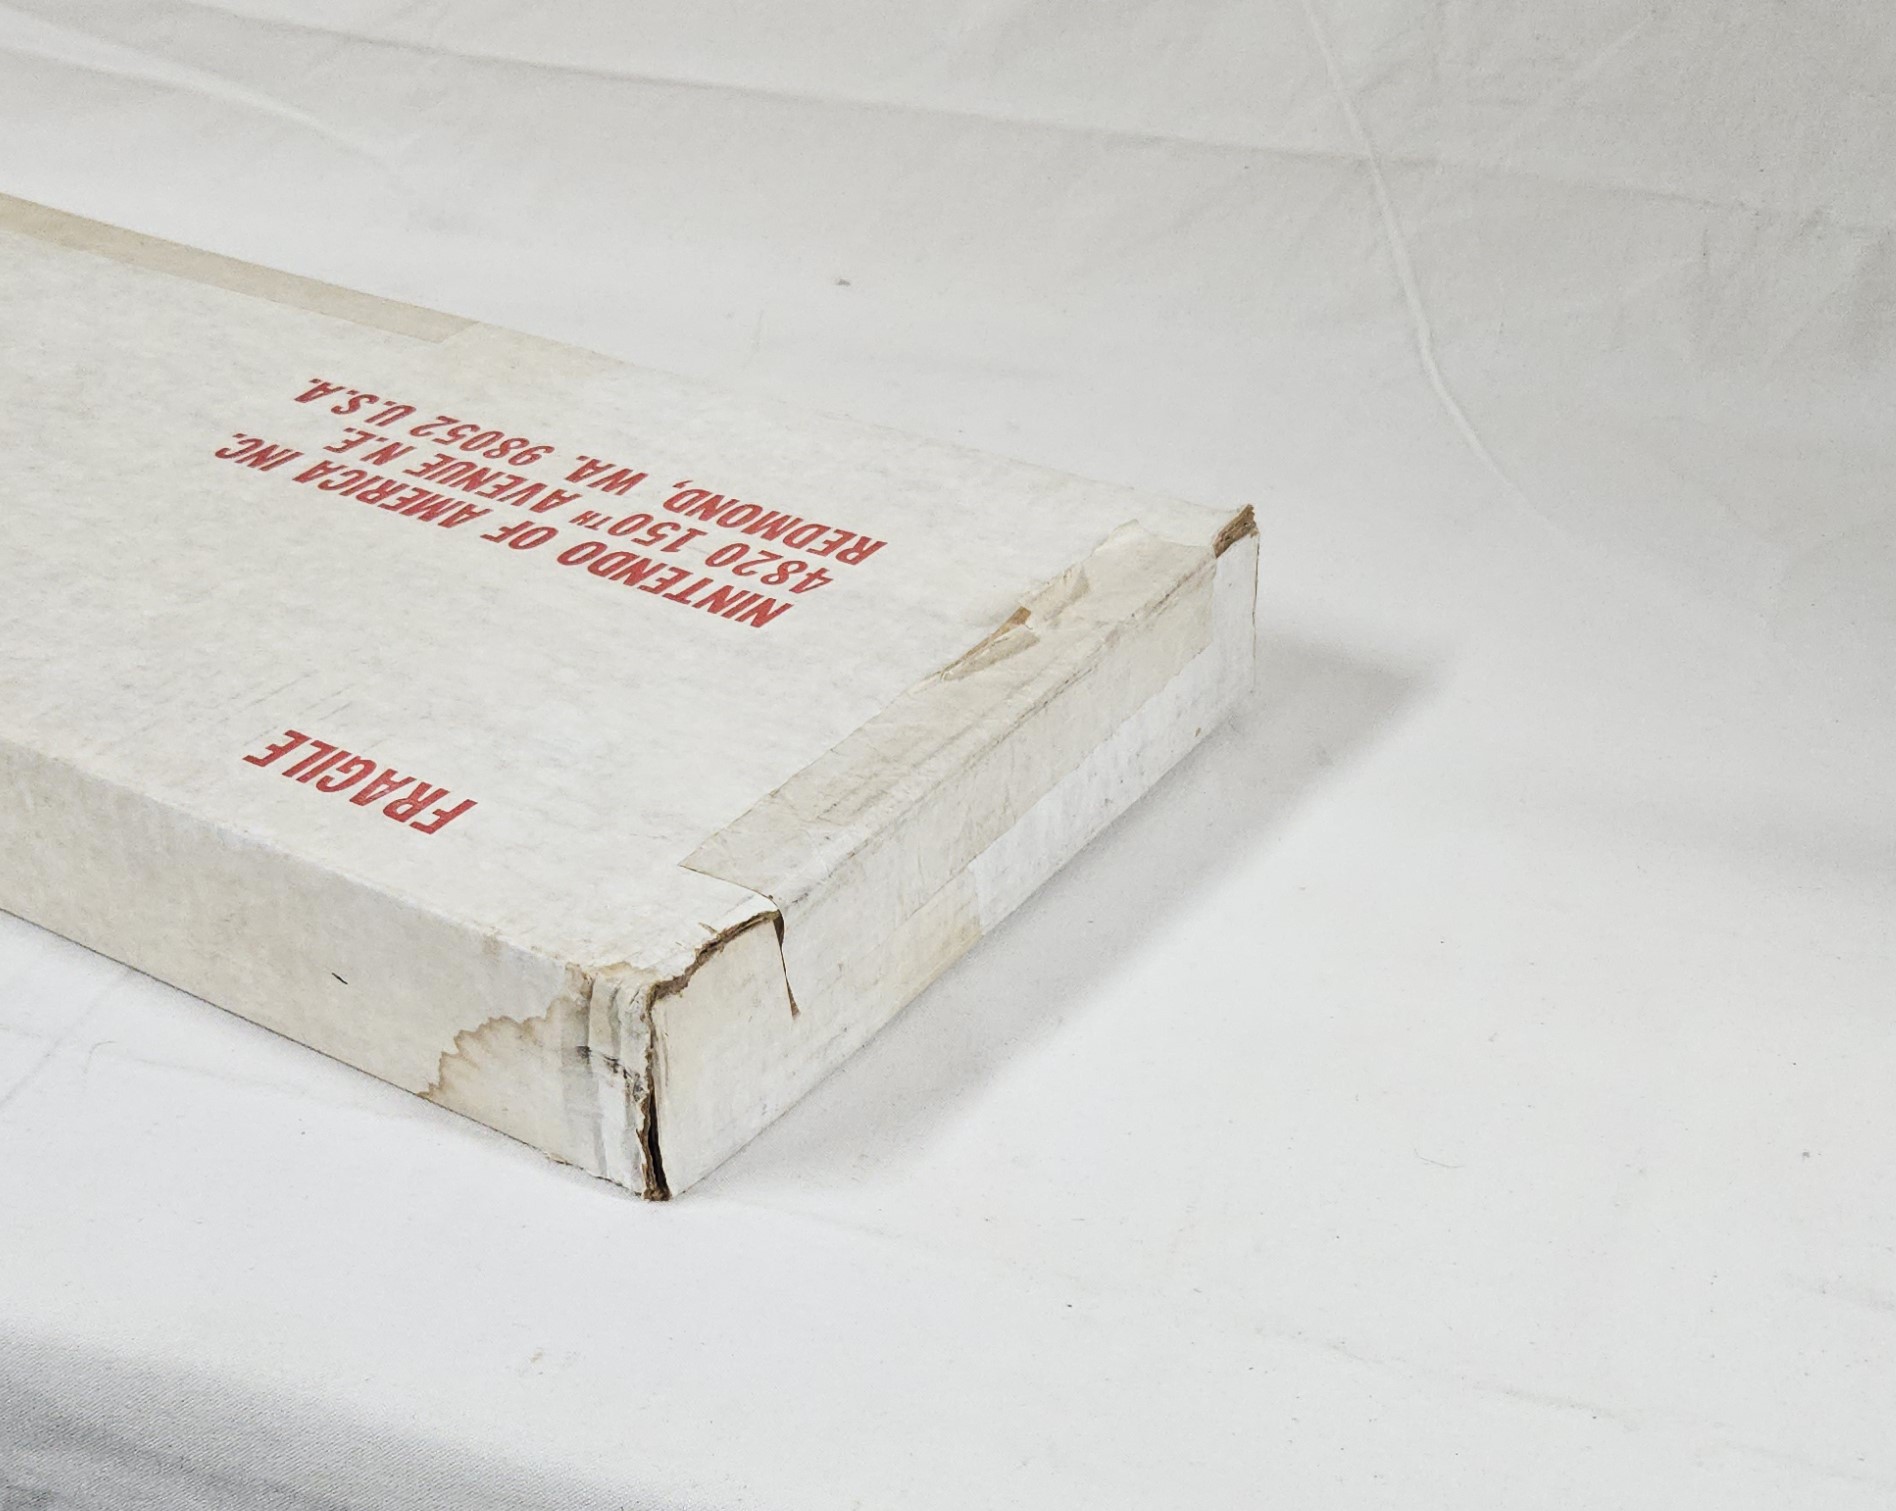 NINTENDO OF AMERICA INC.
4820 150TH AVENUE N.E.
REDMOND, WA. 98052 U.S.A.
FRAGILE